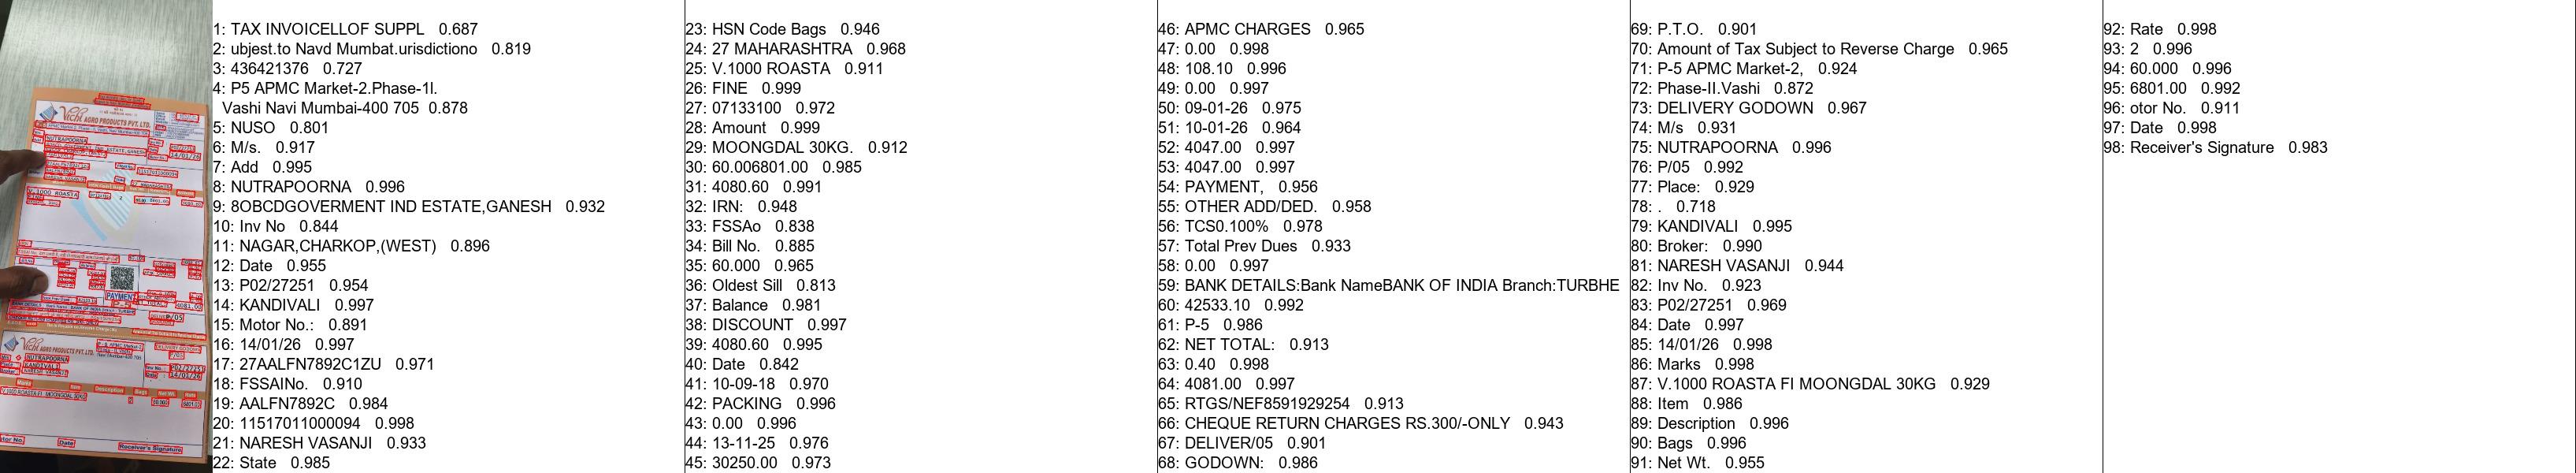 1: TAX INVOICELLOF SUPPL 0.687
2: ubjest.to Navd Mumbat.urisdictiono 0.819
3: 436421376 0.727
4: P5 APMC Market-2.Phase-1l.
Vashi Navi Mumbai-400 705 0.878
5: NUSO 0.801
6: M/s. 0.917
7: Add 0.995
8: NUTRAPOORNA 0.996
9: 8OBCDGOVERMENT IND ESTATE,GANESH 0.932
10: Inv No 0.844
11: NAGAR,CHARKOP,(WEST) 0.896
12: Date 0.955
13: P02/27251 0.954
14: KANDIVALI 0.997
15: Motor No.: 0.891
16: 14/01/26 0.997
17: 27AALFN7892C1ZU 0.971
18: FSSAINo. 0.910
19: AALFN7892C 0.984
20: 11517011000094 0.998
21: NARESH VASANJI 0.933
22: State 0.985
23: HSN Code Bags 0.946
24: 27 MAHARASHTRA 0.968
25: V.1000 ROASTA 0.911
26: FINE 0.999
27: 07133100 0.972
28: Amount 0.999
29: MOONGDAL 30KG. 0.912
30: 60.006801.00 0.985
31: 4080.60 0.991
32: IRN: 0.948
33: FSSAo 0.838
34: Bill No. 0.885
35: 60.000 0.965
36: Oldest Sill 0.813
37: Balance 0.981
38: DISCOUNT 0.997
39: 4080.60 0.995
40: Date 0.842
41: 10-09-18 0.970
42: PACKING 0.996
43: 0.00 0.996
44: 13-11-25 0.976
45: 30250.00 0.973
46: APMC CHARGES 0.965
47: 0.00 0.998
48: 108.10 0.996
49: 0.00 0.997
50: 09-01-26 0.975
51: 10-01-26 0.964
52: 4047.00 0.997
53: 4047.00 0.997
54: PAYMENT, 0.956
55: OTHER ADD/DED. 0.958
56: TCS0.100% 0.978
57: Total Prev Dues 0.933
58: 0.00 0.997
59: BANK DETAILS:Bank NameBANK OF INDIA Branch:TURBHE
60: 42533.10 0.992
61: P-5 0.986
62: NET TOTAL: 0.913
63: 0.40 0.998
64: 4081.00 0.997
65: RTGS/NEF8591929254 0.913
66: CHEQUE RETURN CHARGES RS.300/-ONLY 0.943
67: DELIVER/05 0.901
68: GODOWN: 0.986
69: P.T.O. 0.901
70: Amount of Tax Subject to Reverse Charge 0.965
71: P-5 APMC Market-2, 0.924
72: Phase-II.Vashi 0.872
73: DELIVERY GODOWN 0.967
74: M/s 0.931
75: NUTRAPOORNA 0.996
76: P/05 0.992
77: Place: 0.929
78: . 0.718
79: KANDIVALI 0.995
80: Broker: 0.990
81: NARESH VASANJI 0.944
82: Inv No. 0.923
83: P02/27251 0.969
84: Date 0.997
85: 14/01/26 0.998
86: Marks 0.998
87: V.1000 ROASTA FI MOONGDAL 30KG 0.929
88: Item 0.986
89: Description 0.996
90: Bags 0.996
91: Net Wt. 0.955
92: Rate 0.998
93: 2 0.996
94: 60.000 0.996
95: 6801.00 0.992
96: otor No. 0.911
97: Date 0.998
98: Receiver's Signature 0.983